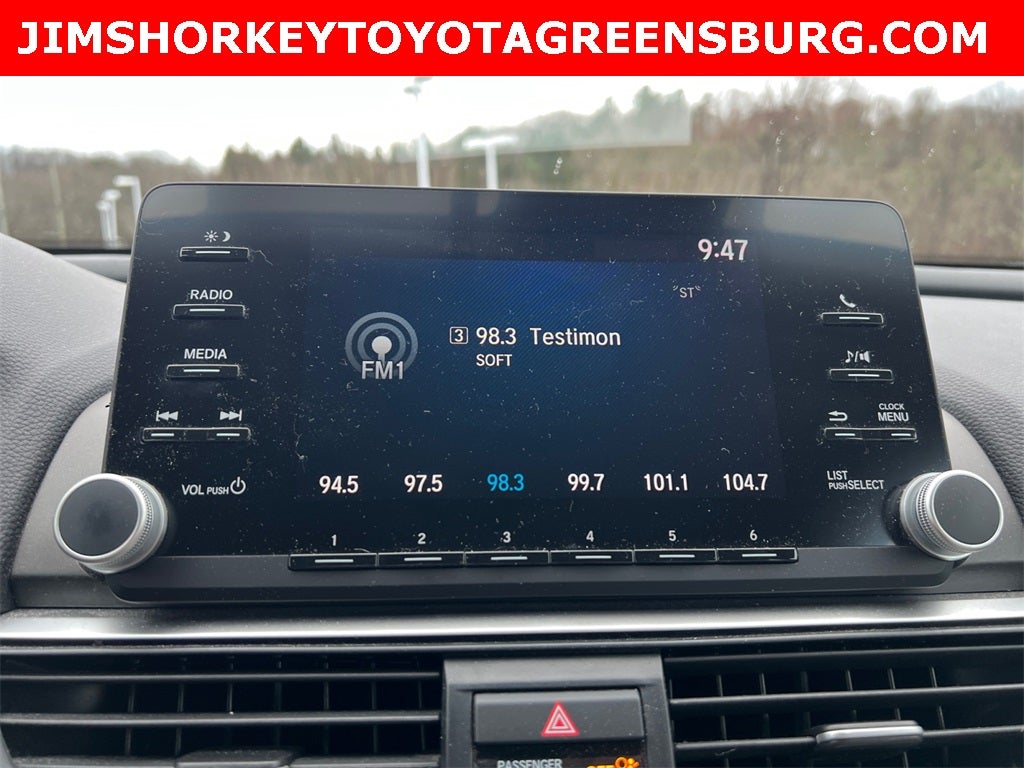 JIMSHORKEYTOYOTAGREENSBURG.COM
9:47
RADIO
"ST"
3 98.3 Testimon
SOFT
FM1
MEDIA
CLOCK
MENU
VOL PUSH
LIST
PUSH SELECT
94.5 97.5 98.3 99.7 101.1 104.7
1 2 3 4 5 6
PASSENGER